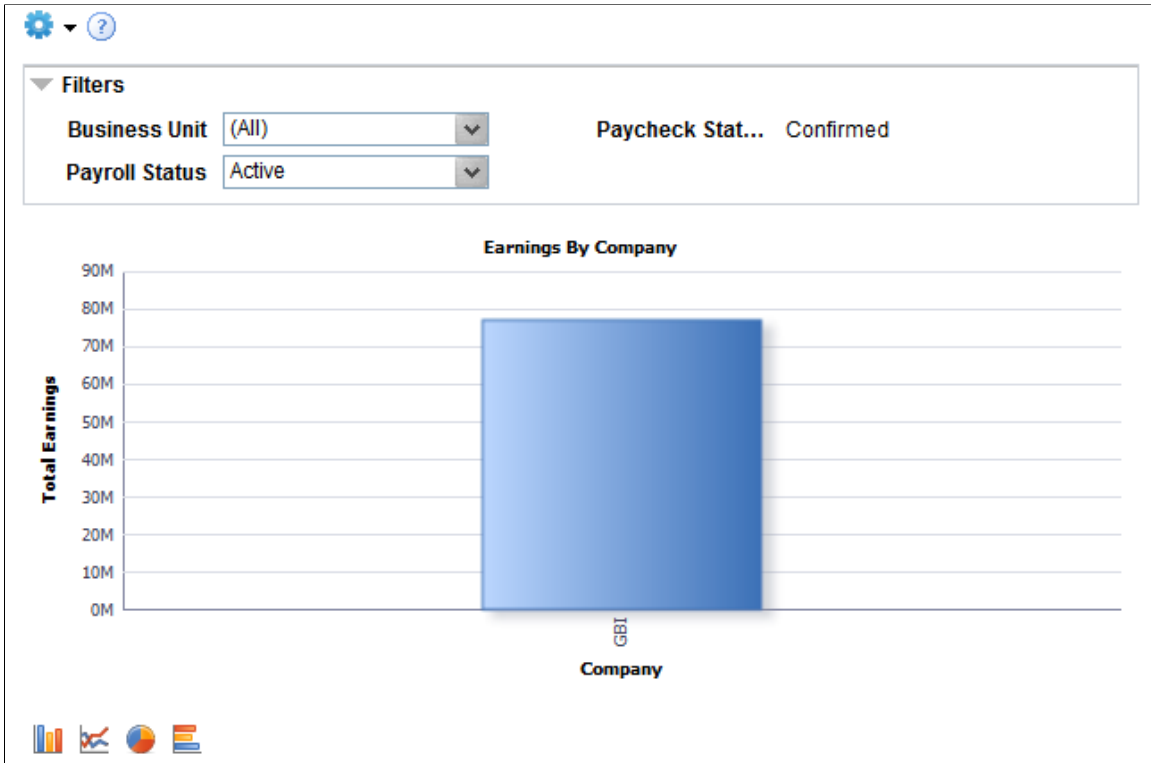 ?
Filters
Business Unit (All) Paycheck Stat... Confirmed
Payroll Status Active
Earnings By Company
90M
80M
70M
60M
50M
40M
30M
20M
10M
0M
Total Earnings
GBI
Company